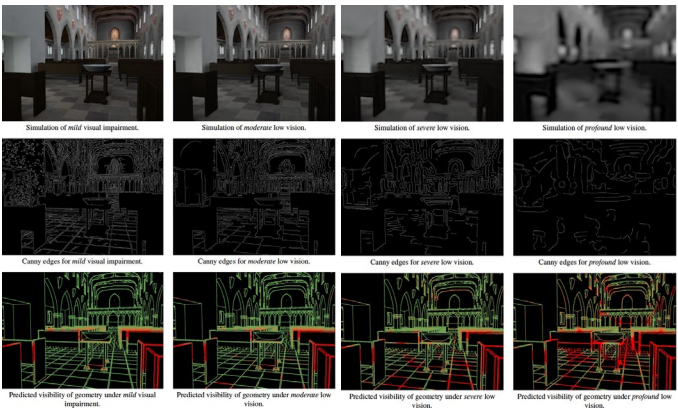 Simulation of mild visual impairment.
Simulation of moderate low vision.
Simulation of severe low vision.
Simulation of profound low vision.
Canny edges for mild visual impairment.
Canny edges for moderate low vision.
Canny edges for severe low vision.
Canny edges for profound low vision.
Predicted visibility of geometry under mild visual
impairment.
Predicted visibility of geometry under moderate low
vision.
Predicted visibility of geometry under severe low
vision.
Predicted visibility of geometry under profound low
vision.